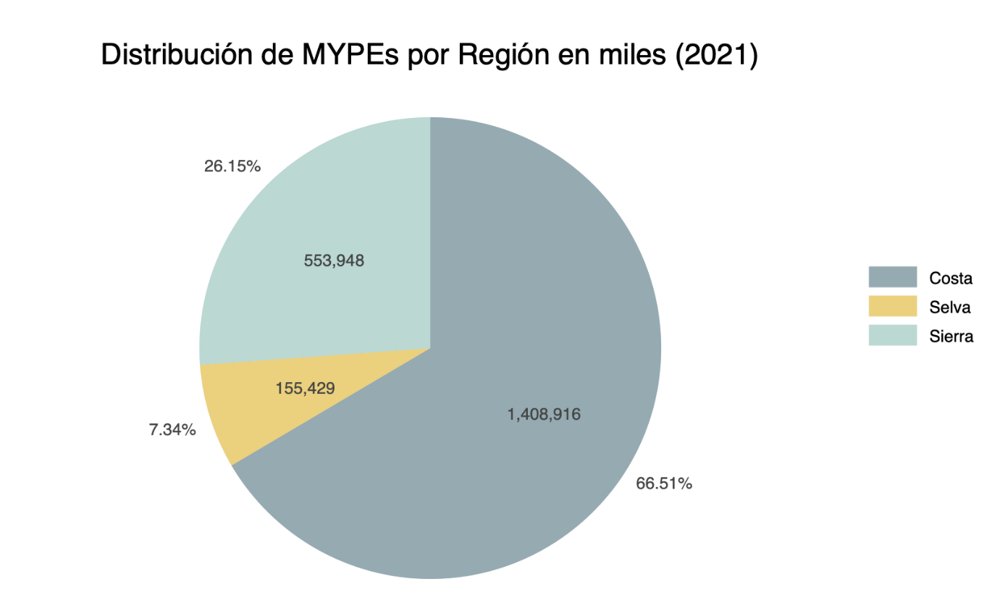 Distribución de MYPEs por Región en miles (2021)
26.15%
553,948
Costa
Selva
Sierra
155,429
1,408,916
7.34%
66.51%